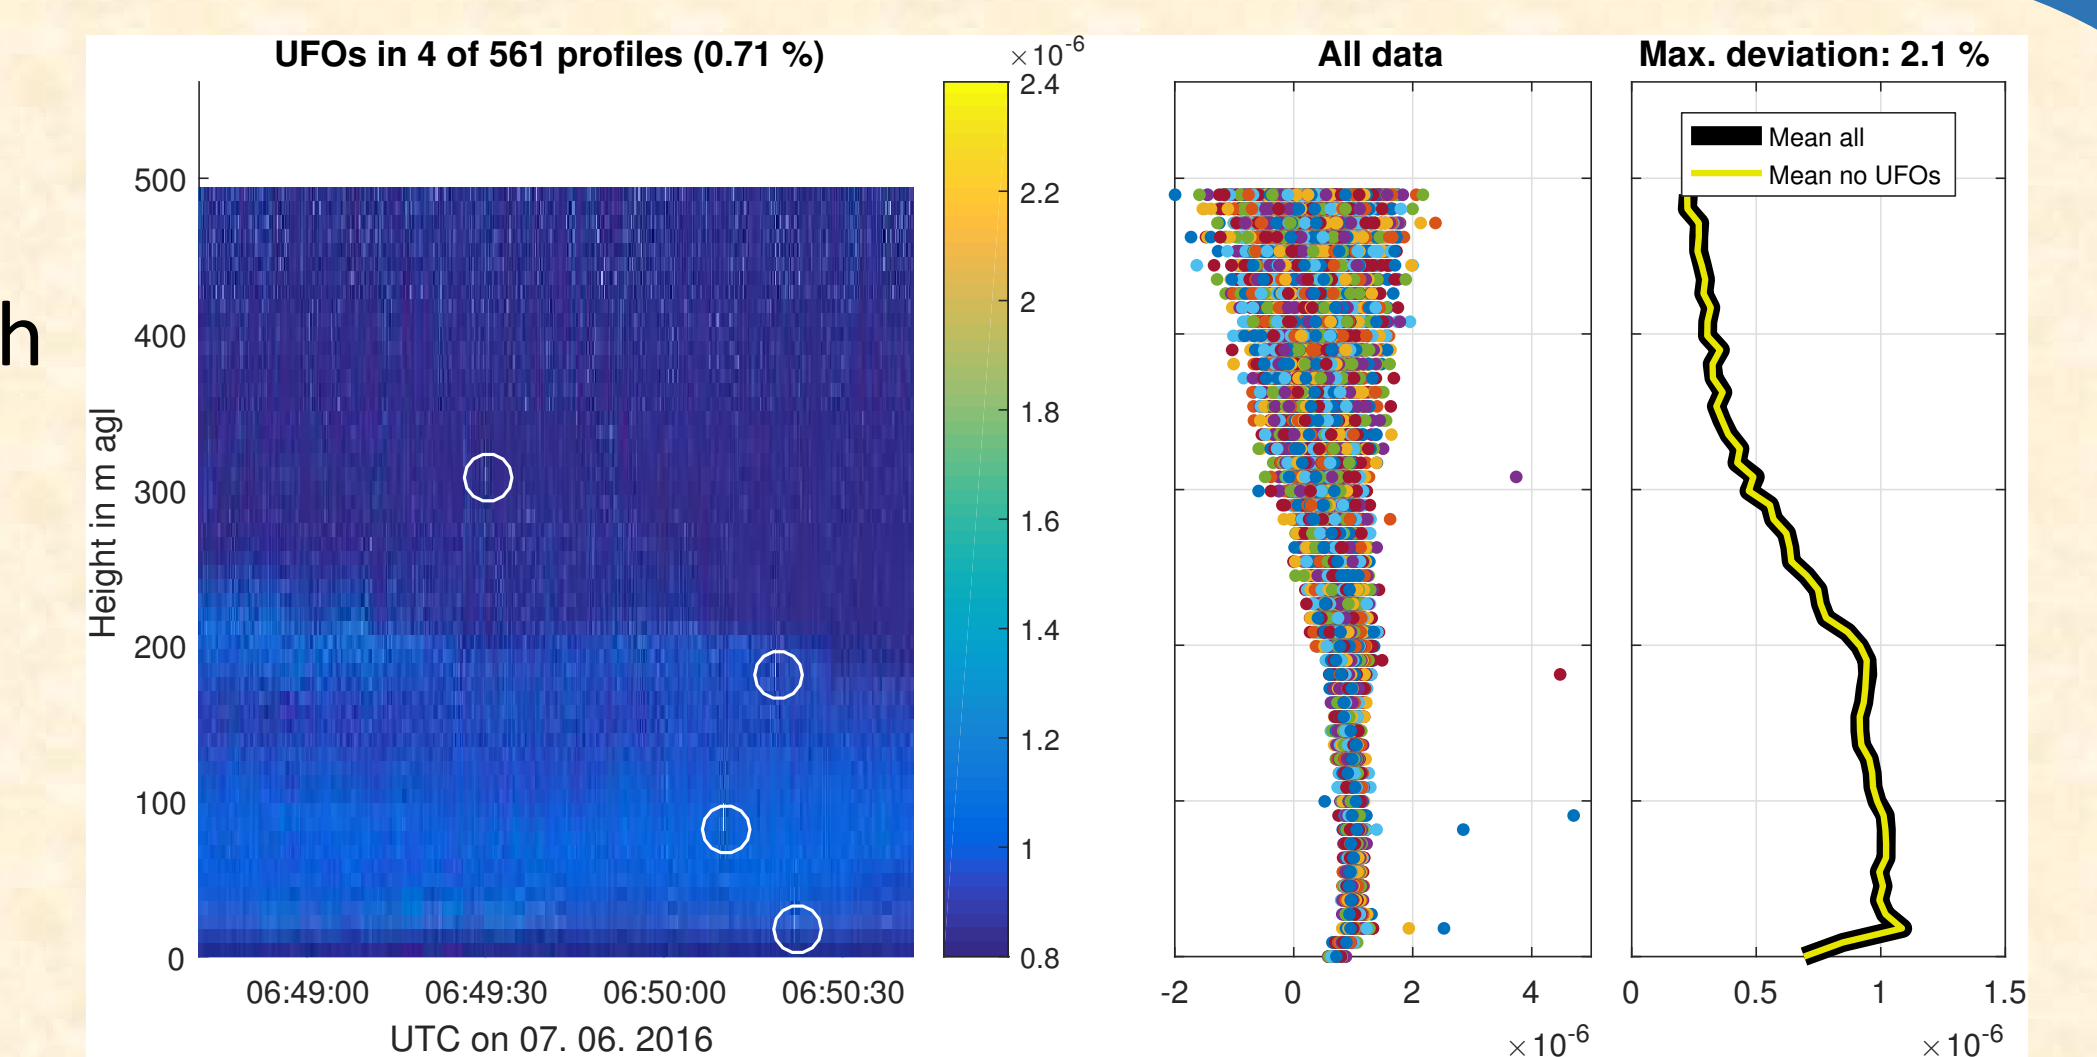 h
UFOs in 4 of 561 profiles (0.71 %)
Height in m agl
500
400
300
200
100
0
06:49:00 06:49:30 06:50:00 06:50:30
UTC on 07. 06. 2016
×10-6
2.4
2.2
2
1.8
1.6
1.4
1.2
1
0.8
All data
-2 0 2 4
×10-6
Max. deviation: 2.1 %
Mean all
Mean no UFOs
0 0.5 1 1.5
×10-6